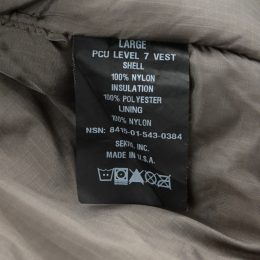 LARGE
PCU LEVEL 7 VEST
SHELL
100% NYLON
INSULATION
100% POLYESTER
LINING
100% NYLON
NSN: 8415-01-543-0384
SEKRI, INC.
MADE IN U.S.A.